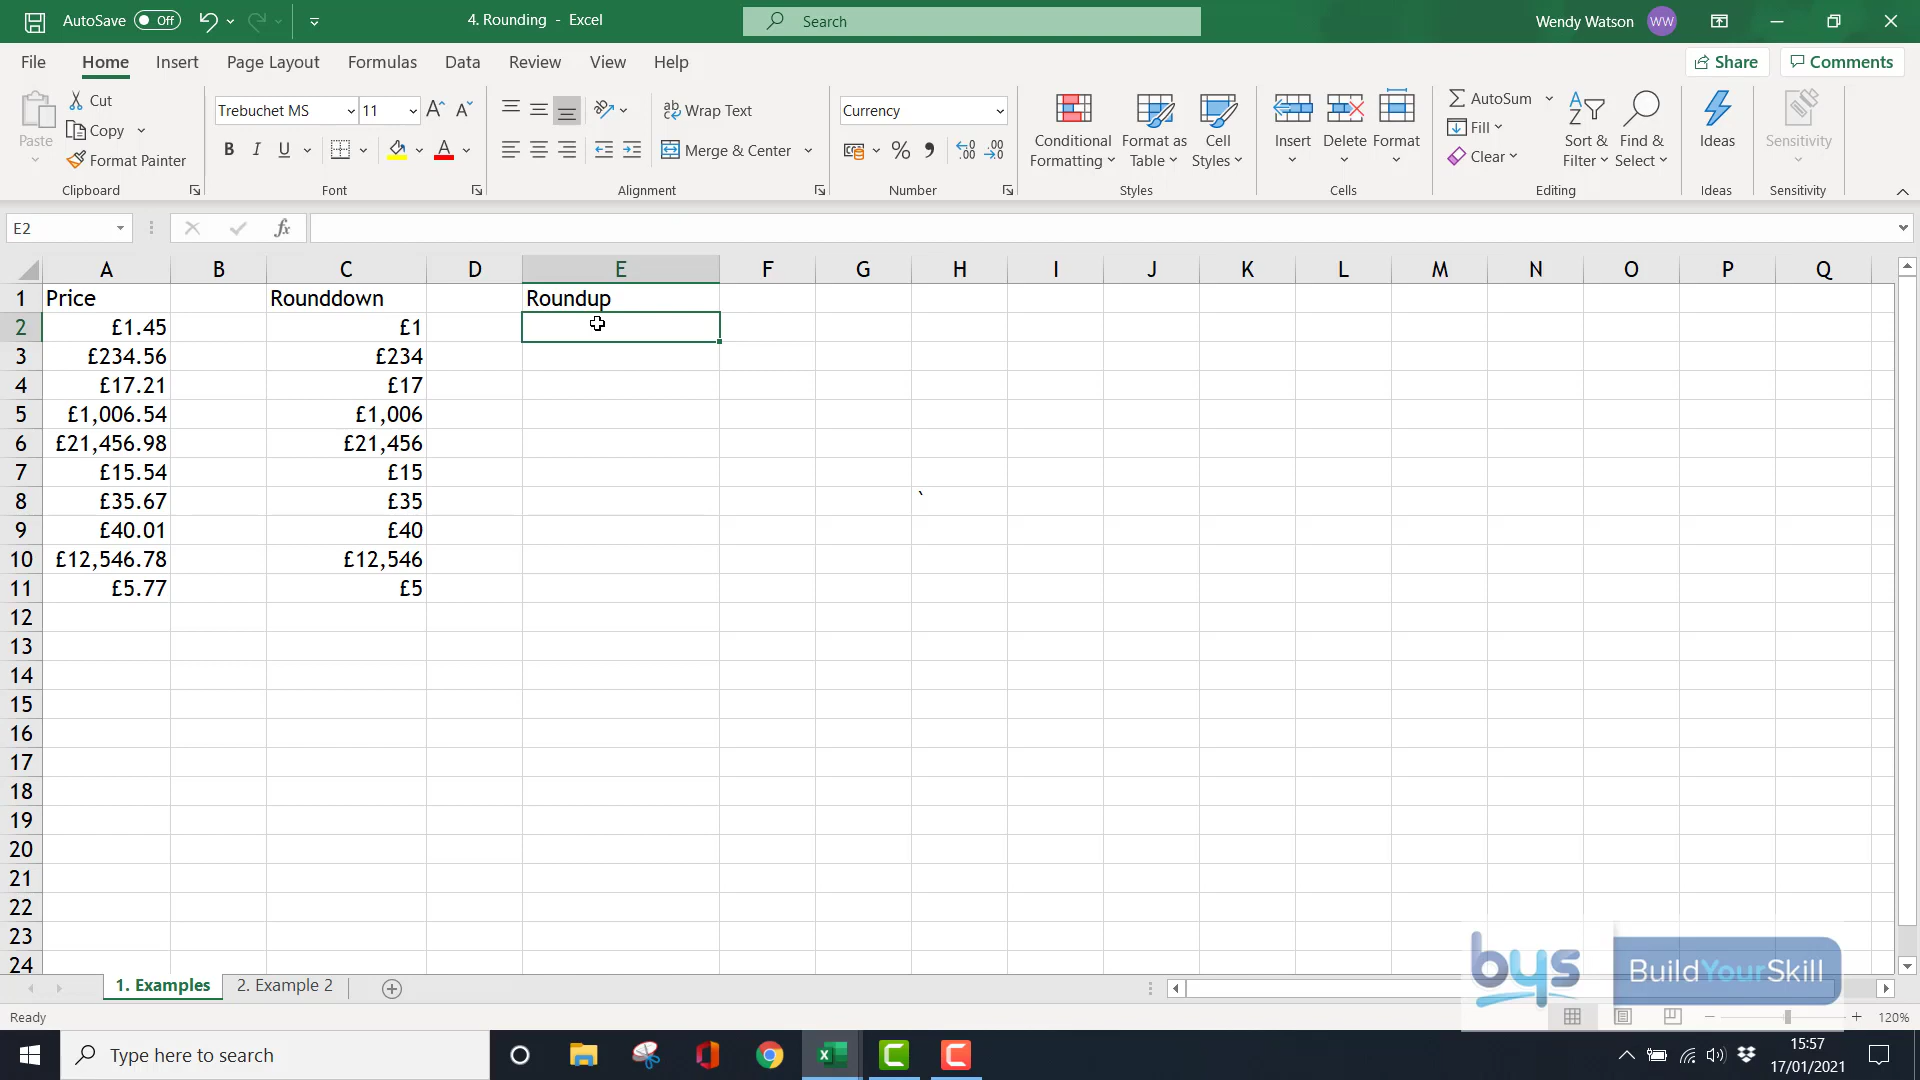 AutoSave Off 4. Rounding - Excel Search Wendy Watson WW
File Home Insert Page Layout Formulas Data Review View Help Share Comments
Paste Cut Copy Format Painter Clipboard
Trebuchet MS 11 A A B I U A Font
ab Wrap Text Merge & Center Alignment
Currency % Number
Conditional Formatting Format as Table Cell Styles Styles
Insert Delete Format Cells
AutoSum Fill Clear Sort & Filter Find & Select Editing
Ideas Ideas
Sensitivity Sensitivity
E2 fx
A B C D E F G H I J K L M N O P Q
1 Price Rounddown Roundup
2 £1.45 £1
3 £234.56 £234
4 £17.21 £17
5 £1,006.54 £1,006
6 £21,456.98 £21,456
7 £15.54 £15
8 £35.67 £35 `
9 £40.01 £40
10 £12,546.78 £12,546
11 £5.77 £5
12
13
14
15
16
17
18
19
20
21
22
23
24
bys BuildYourSkill
1. Examples 2. Example 2
Ready 120%
Type here to search 15:57
17/01/2021